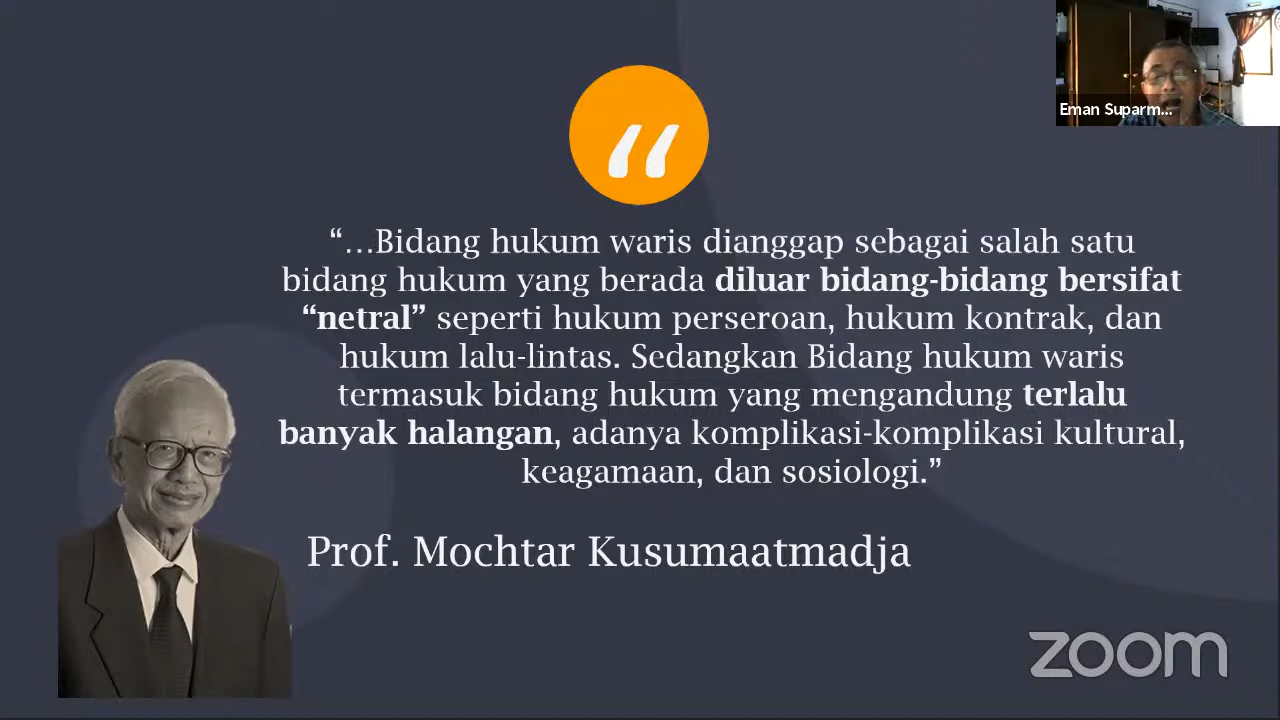 Eman Suparm...
“
“...Bidang hukum waris dianggap sebagai salah satu
bidang hukum yang berada diluar bidang-bidang bersifat
“netral” seperti hukum perseroan, hukum kontrak, dan
hukum lalu-lintas. Sedangkan Bidang hukum waris
termasuk bidang hukum yang mengandung terlalu
banyak halangan, adanya komplikasi-komplikasi kultural,
keagamaan, dan sosiologi.”
Prof. Mochtar Kusumaatmadja
zoom